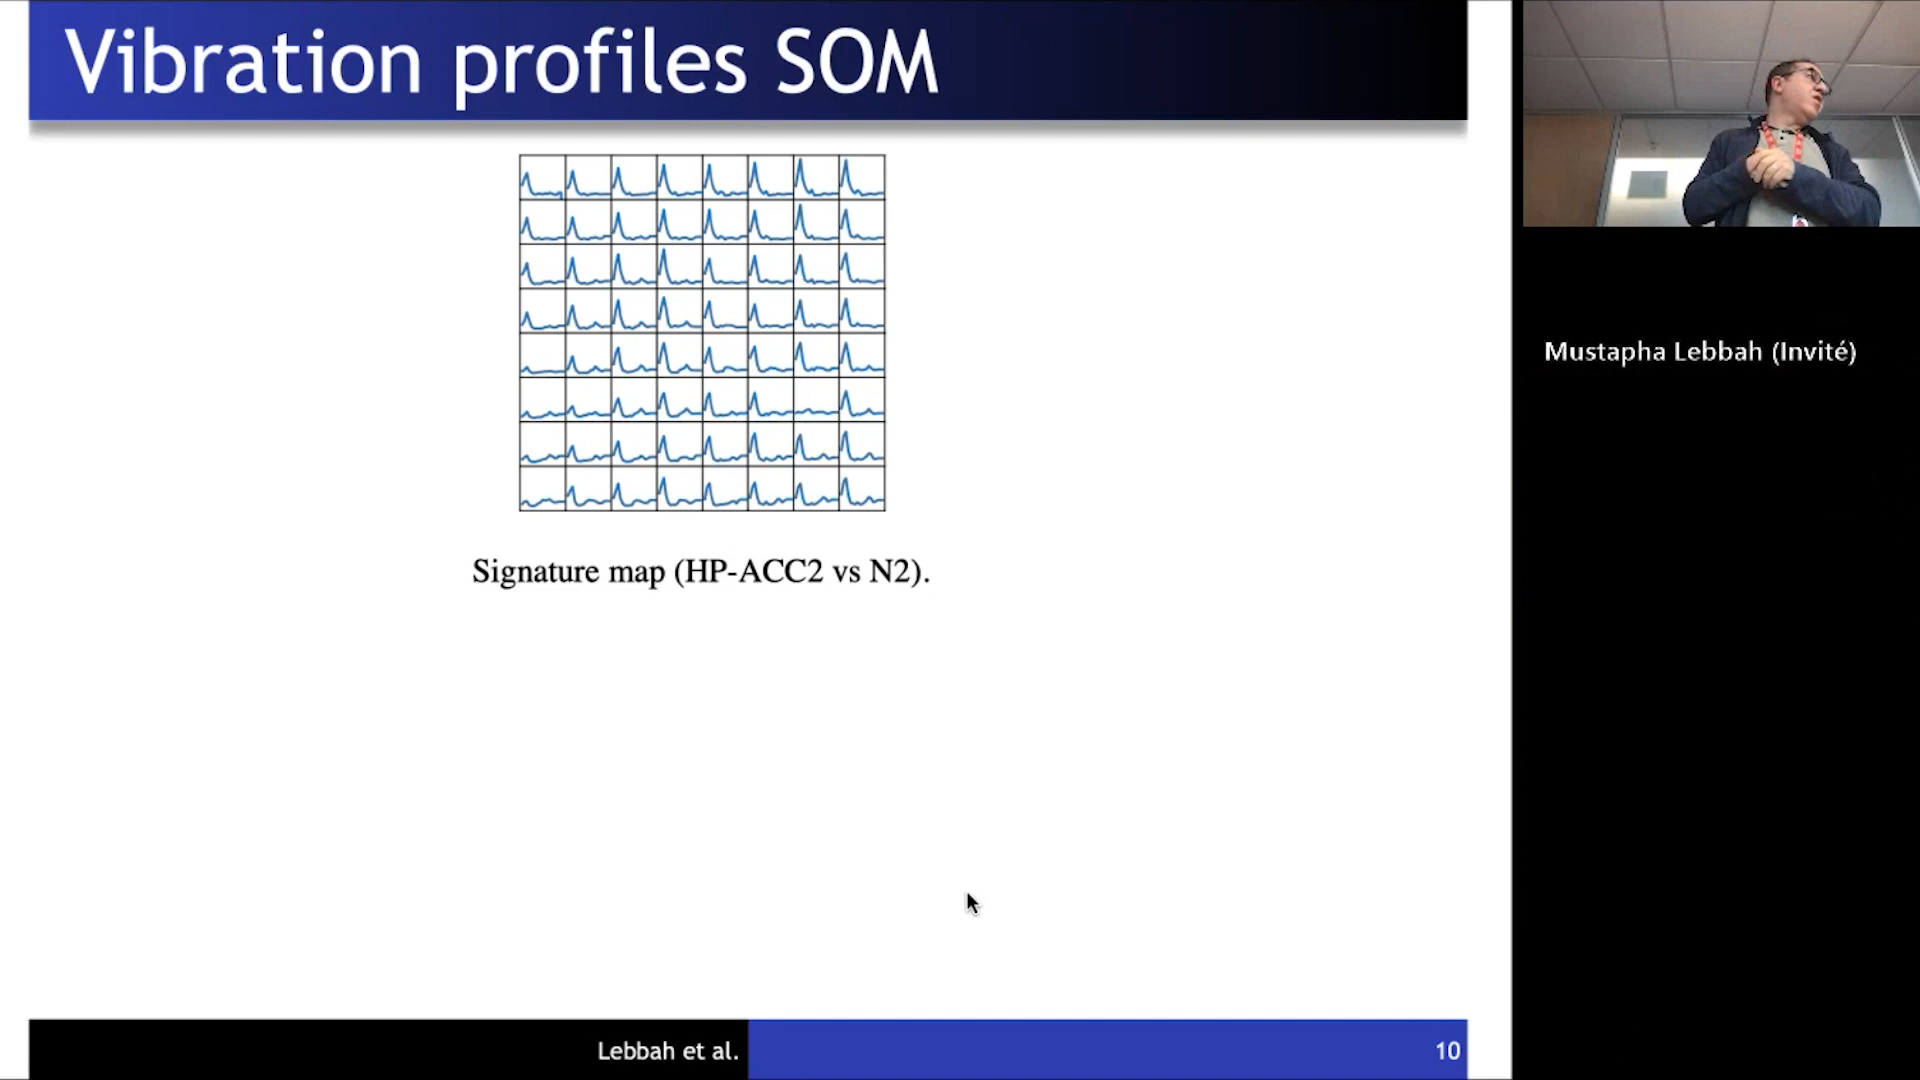 Vibration profiles SOM
Signature map (HP-ACC2 vs N2).
Mustapha Lebbah (Invité)
Lebbah et al.
10